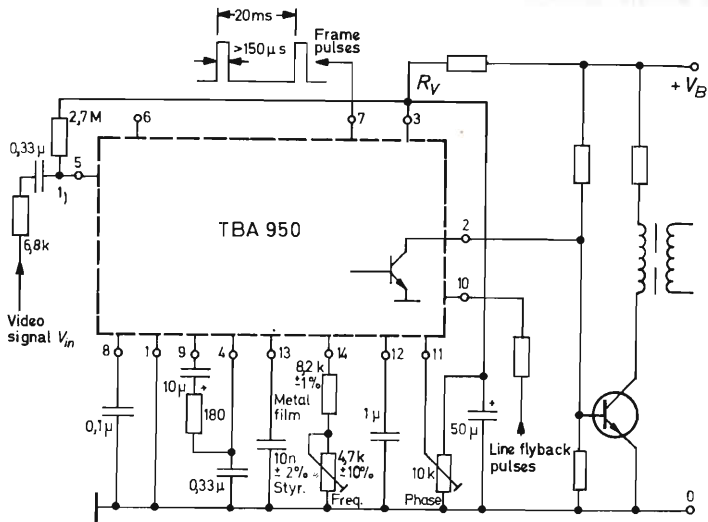 20ms
>150μs
Frame
pulses
R_V
+ V_B
2,7M
6
7
3
0,33μ
5
1)
TBA 950
2
6,8k
10
Video
signal V_in
8
1
9
4
13
14
12
11
8,2 k
±1%
10μ
+
Metal
film
1μ
+
180
50μ
0,1μ
Line flyback
pulses
10n
± 2%
Styr.
4,7k
±10%
10k
0,33μ
Freq.
Phase
0